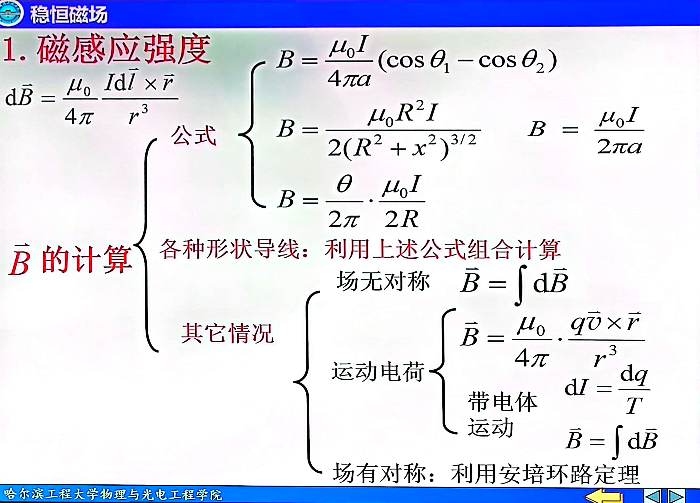 稳恒磁场
1. 磁感应强度
d\vec{B} = \frac{\mu_0}{4\pi} \frac{Id\vec{l} \times \vec{r}}{r^3}
B = \frac{\mu_0 I}{4\pi a}(\cos\theta_1 - \cos\theta_2)
公式
B = \frac{\mu_0 R^2 I}{2(R^2 + x^2)^{3/2}}
B = \frac{\mu_0 I}{2\pi a}
B = \frac{\theta}{2\pi} \cdot \frac{\mu_0 I}{2R}
\vec{B} 的计算
各种形状导线：利用上述公式组合计算
场无对称 \vec{B} = \int d\vec{B}
其它情况
运动电荷
\vec{B} = \frac{\mu_0}{4\pi} \cdot \frac{q\vec{v} \times \vec{r}}{r^3}
带电体
运动
dI = \frac{dq}{T}
\vec{B} = \int d\vec{B}
场有对称：利用安培环路定理
哈尔滨工程大学物理与光电工程学院